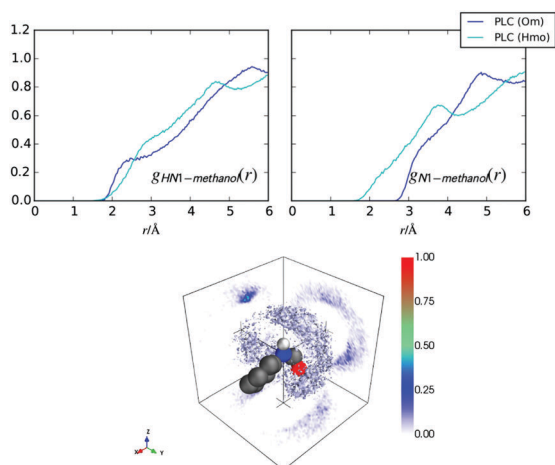 PLC (Om)
PLC (Hmo)
1.2
1.0
0.8
0.6
0.4
0.2
0.0
gHN1−methanol(r)
gN1−methanol(r)
0 1 2 3 4 5 6
0 1 2 3 4 5 6
r/Å
r/Å
1.00
0.75
0.50
0.25
0.00
Z
X
Y